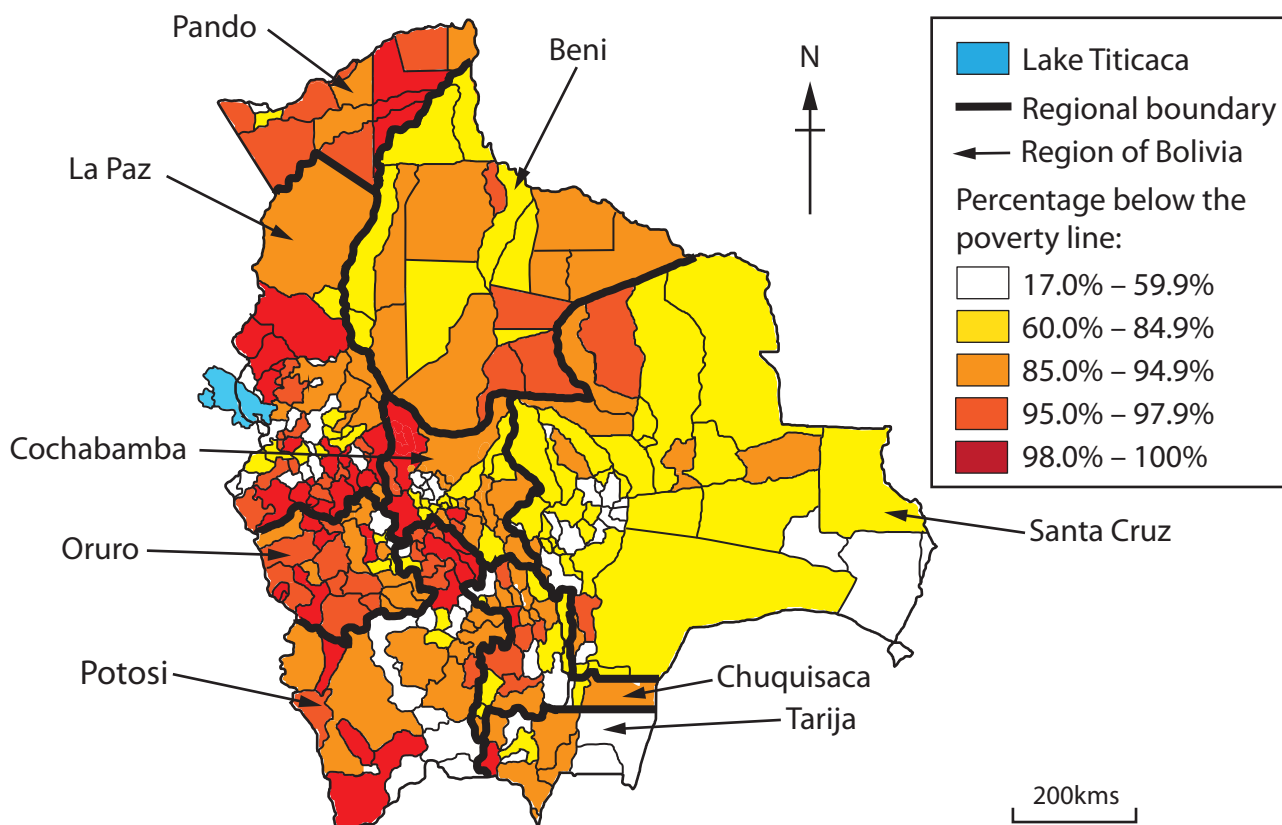 Pando
Beni
N
La Paz
Cochabamba
Oruro
Potosi
Santa Cruz
Chuquisaca
Tarija
200kms
Lake Titicaca
Regional boundary
Region of Bolivia
Percentage below the
poverty line:
17.0% – 59.9%
60.0% – 84.9%
85.0% – 94.9%
95.0% – 97.9%
98.0% – 100%